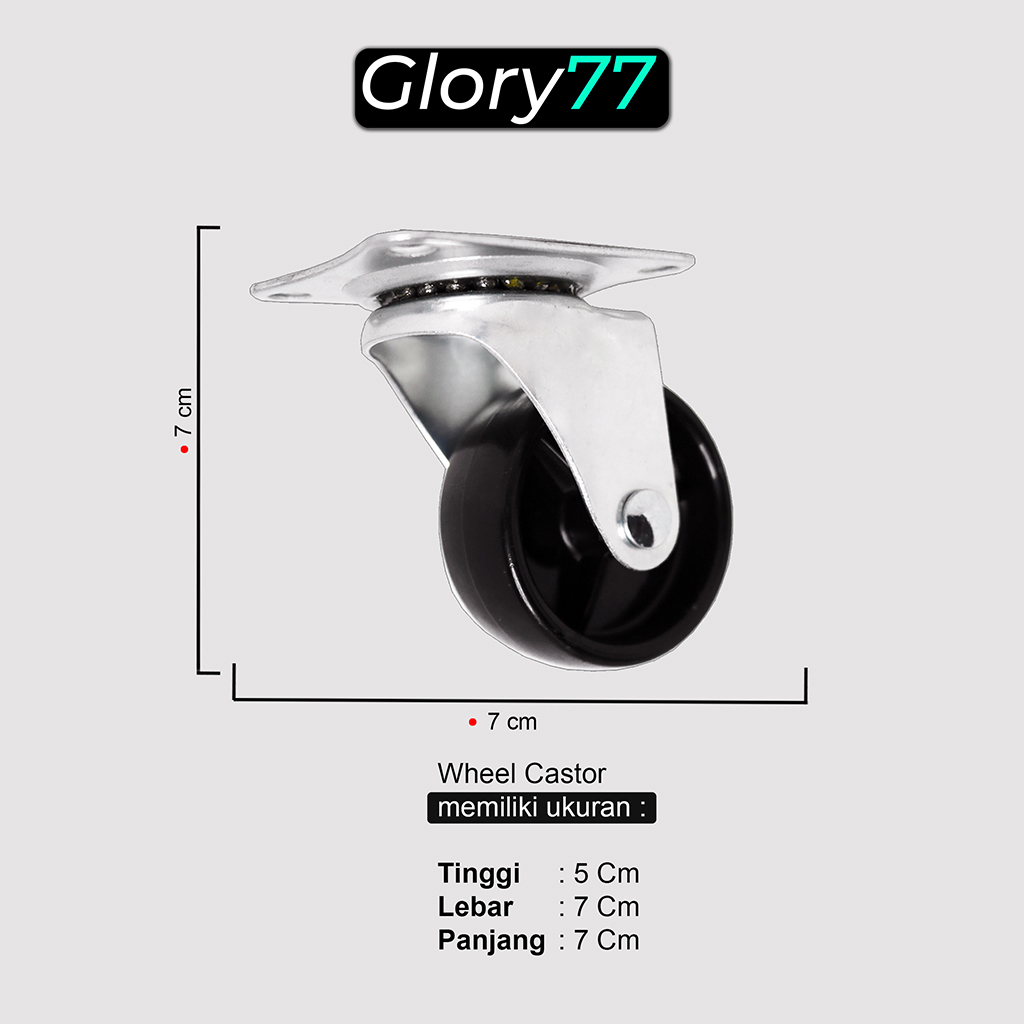 Glory77
7 cm
7 cm
Wheel Castor
memiliki ukuran :
Tinggi : 5 Cm
Lebar : 7 Cm
Panjang : 7 Cm